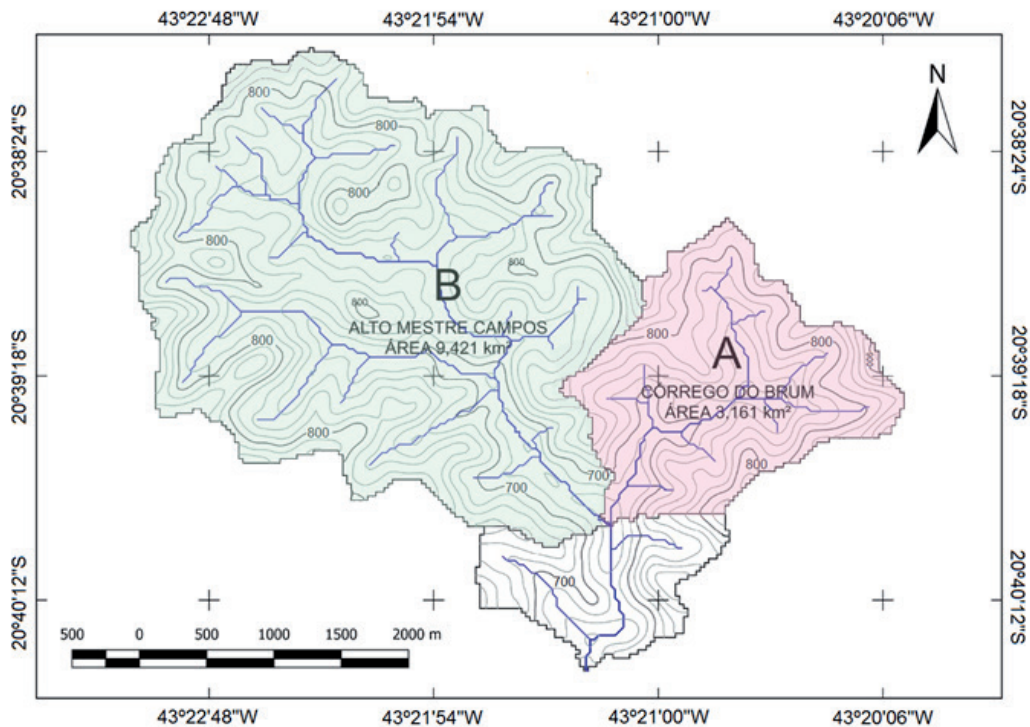 43°22'48"W 43°21'54"W 43°21'00"W 43°20'06"W
N
20°38'24"S
20°38'24"S
800
800
800
800
800
B
800
ALTO MESTRE CAMPOS
ÁREA 9,421 km²
800
800
A
800
CÓRREGO DO BRUM
ÁREA 3,161 km²
20°39'18"S
20°39'18"S
800
800
700
700
700
20°40'12"S
20°40'12"S
500 0 500 1000 1500 2000 m
43°22'48"W 43°21'54"W 43°21'00"W 43°20'06"W